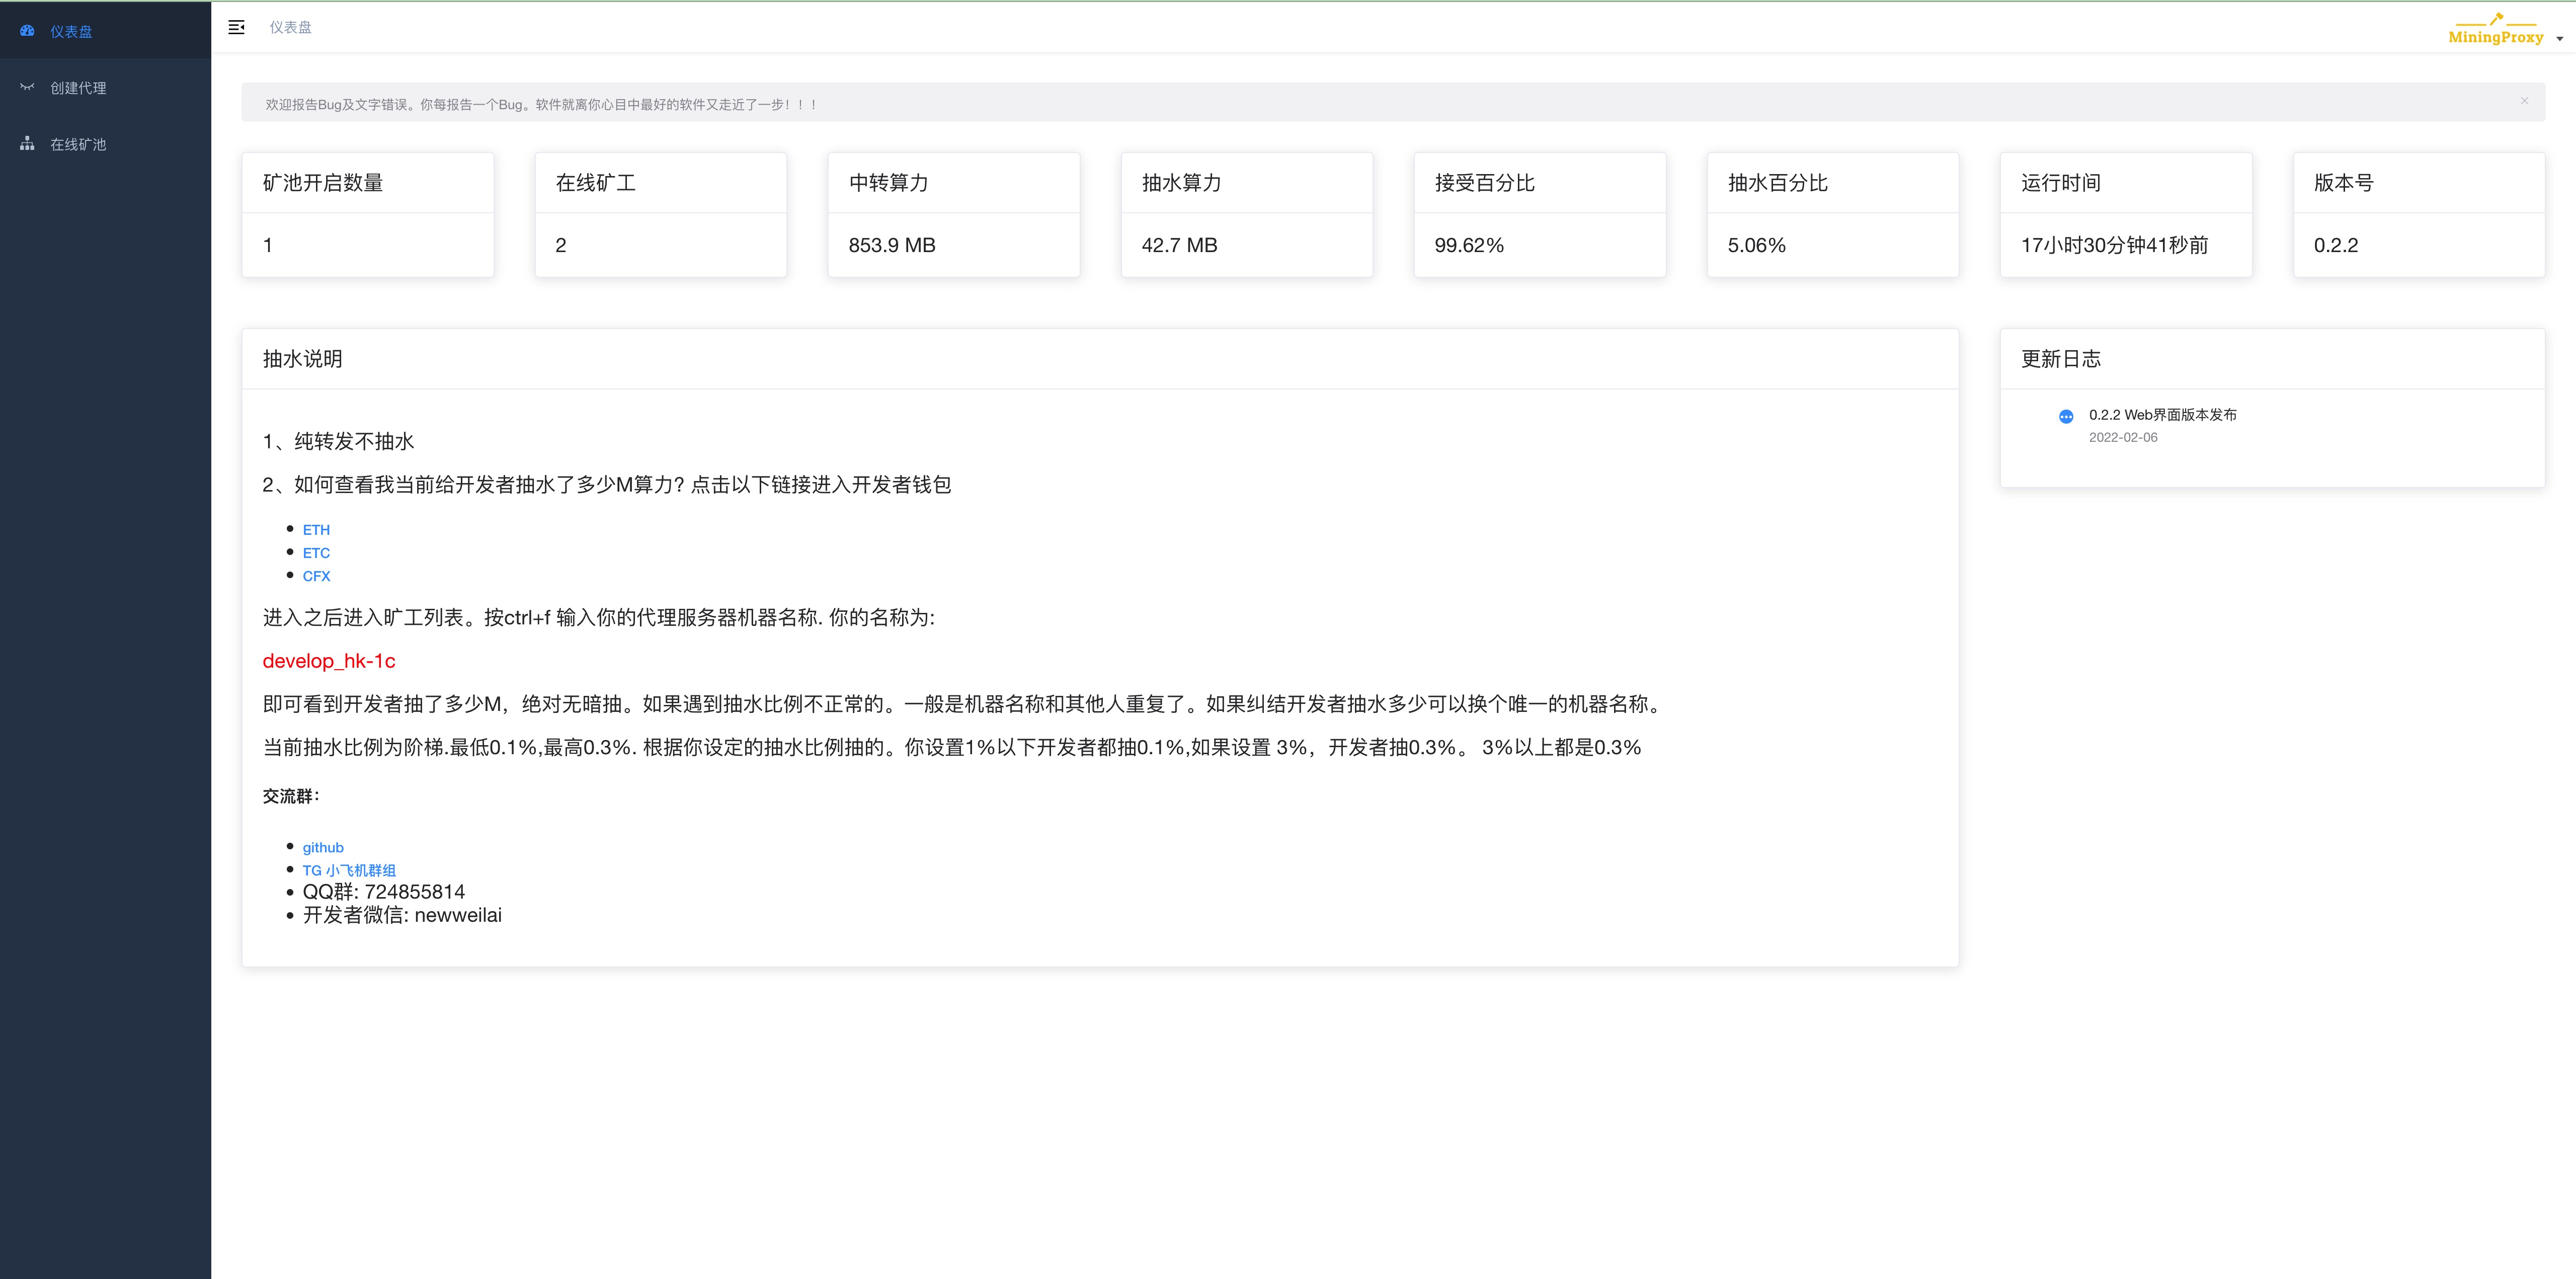 仪表盘
创建代理
在线矿池
仪表盘
MiningProxy
欢迎报告Bug及文字错误。你每报告一个Bug。软件就离你心目中最好的软件又走近了一步！！！
矿池开启数量
1
在线矿工
2
中转算力
853.9 MB
抽水算力
42.7 MB
接受百分比
99.62%
抽水百分比
5.06%
运行时间
17小时30分钟41秒前
版本号
0.2.2
抽水说明
1、纯转发不抽水
2、如何查看我当前给开发者抽水了多少M算力? 点击以下链接进入开发者钱包
ETH
ETC
CFX
进入之后进入旷工列表。按ctrl+f 输入你的代理服务器机器名称. 你的名称为:
develop_hk-1c
即可看到开发者抽了多少M，绝对无暗抽。如果遇到抽水比例不正常的。一般是机器名称和其他人重复了。如果纠结开发者抽水多少可以换个唯一的机器名称。
当前抽水比例为阶梯.最低0.1%,最高0.3%. 根据你设定的抽水比例抽的。你设置1%以下开发者都抽0.1%,如果设置 3%，开发者抽0.3%。 3%以上都是0.3%
交流群：
github
TG 小飞机群组
QQ群: 724855814
开发者微信: newweilai
更新日志
0.2.2 Web界面版本发布
2022-02-06